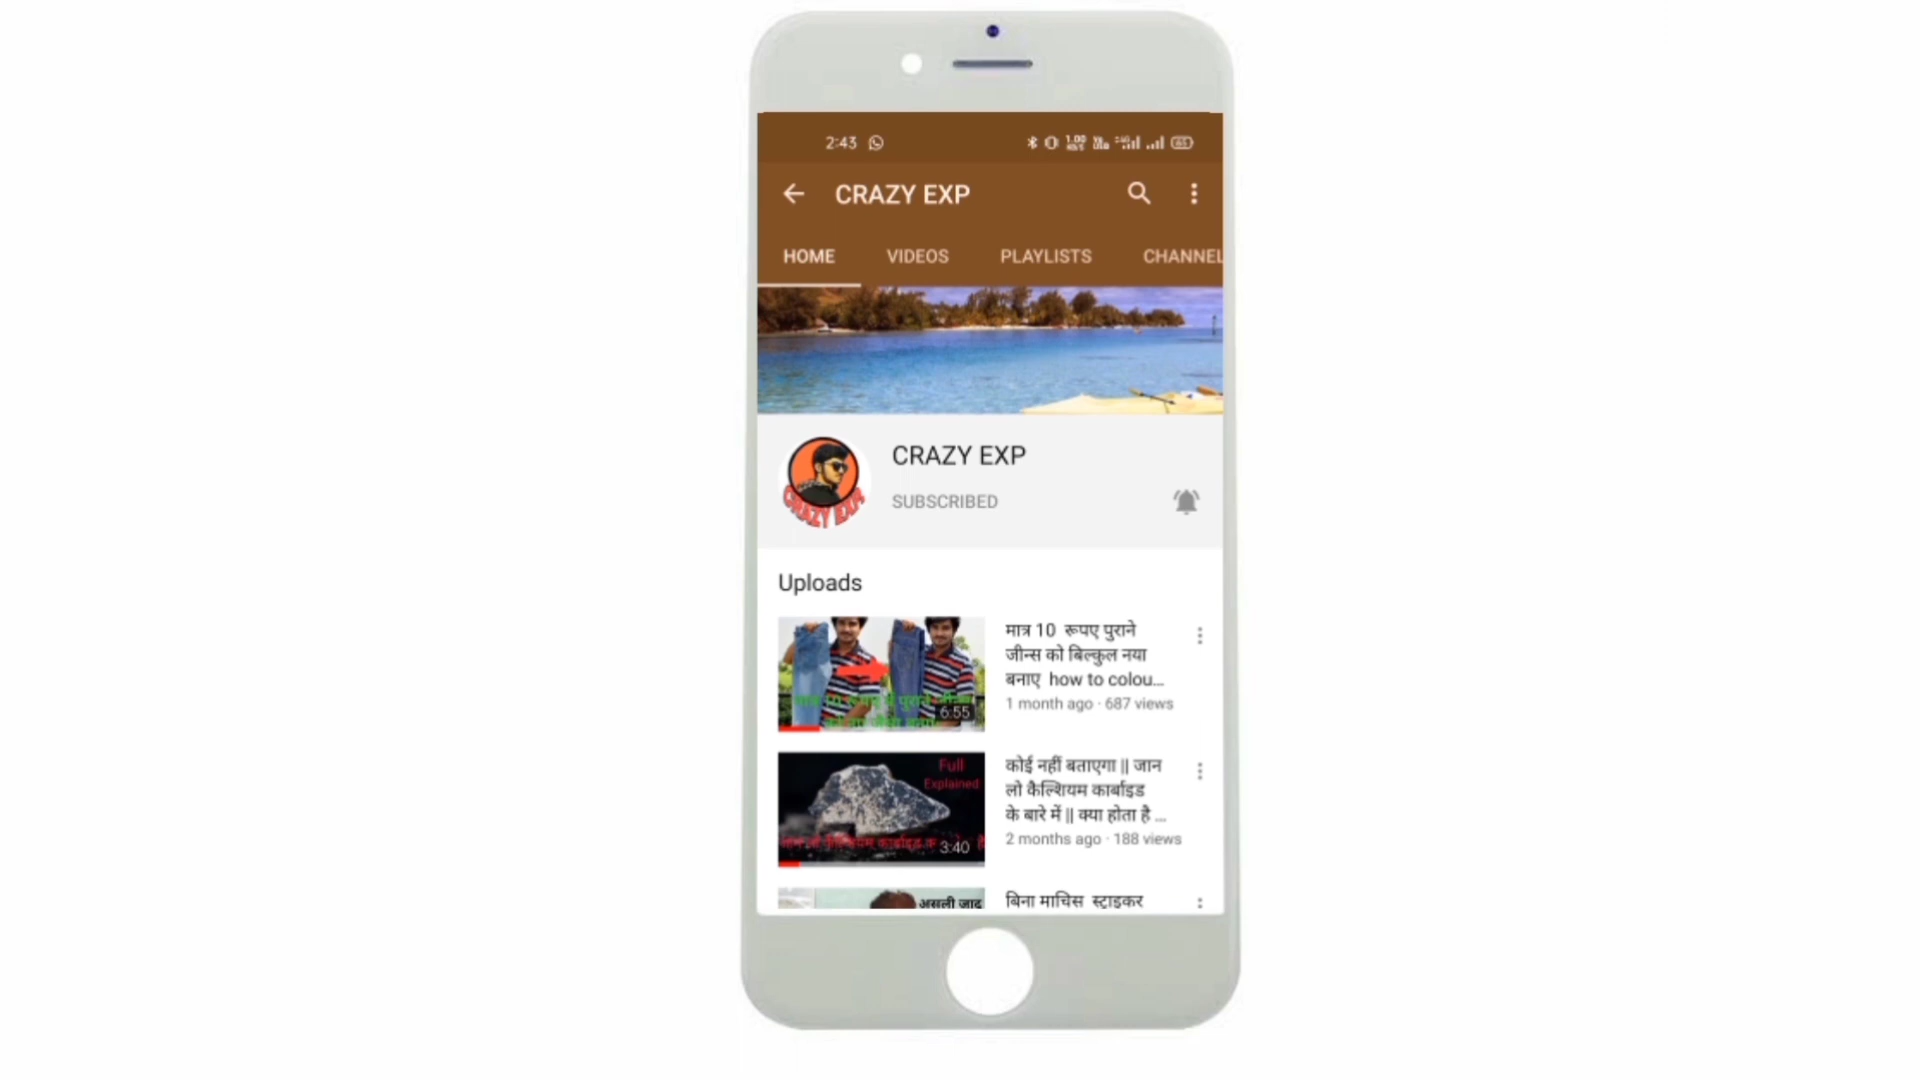 2:43
CRAZY EXP
HOME VIDEOS PLAYLISTS CHANNEL
CRAZY EXP
SUBSCRIBED
CRAZY EXP
Uploads
मात्र 10 रूपए पुराने
जीन्स को बिल्कुल नया
बनाए how to colou...
1 month ago · 687 views
6:55
Full
Explained
3:40
कोई नहीं बताएगा || जान
लो कैल्शियम कार्बाइड
के बारे में || क्या होता है ...
2 months ago · 188 views
असली जादू
बिना माचिस स्ट्राइकर